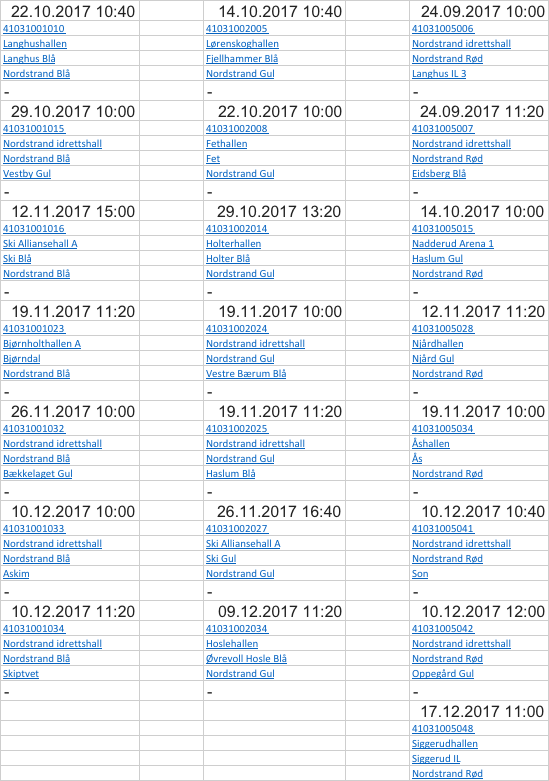 22.10.2017 10:40
41031001010
Langhushallen
Langhus Blå
Nordstrand Blå
-
29.10.2017 10:00
41031001015
Nordstrand idrettshall
Nordstrand Blå
Vestby Gul
-
12.11.2017 15:00
41031001016
Ski Alliansehall A
Ski Blå
Nordstrand Blå
-
19.11.2017 11:20
41031001023
Bjørnholthallen A
Bjørndal
Nordstrand Blå
-
26.11.2017 10:00
41031001032
Nordstrand idrettshall
Nordstrand Blå
Bækkelaget Gul
-
10.12.2017 10:00
41031001033
Nordstrand idrettshall
Nordstrand Blå
Askim
-
10.12.2017 11:20
41031001034
Nordstrand idrettshall
Nordstrand Blå
Skiptvet
-
14.10.2017 10:40
41031002005
Lørenskoghallen
Fjellhammer Blå
Nordstrand Gul
-
22.10.2017 10:00
41031002008
Fethallen
Fet
Nordstrand Gul
-
29.10.2017 13:20
41031002014
Holterhallen
Holter Blå
Nordstrand Gul
-
19.11.2017 10:00
41031002024
Nordstrand idrettshall
Nordstrand Gul
Vestre Bærum Blå
-
19.11.2017 11:20
41031002025
Nordstrand idrettshall
Nordstrand Gul
Haslum Blå
-
26.11.2017 16:40
41031002027
Ski Alliansehall A
Ski Gul
Nordstrand Gul
-
09.12.2017 11:20
41031002034
Hoslehallen
Øvrevoll Hosle Blå
Nordstrand Gul
-
24.09.2017 10:00
41031005006
Nordstrand idrettshall
Nordstrand Rød
Langhus IL 3
-
24.09.2017 11:20
41031005007
Nordstrand idrettshall
Nordstrand Rød
Eidsberg Blå
-
14.10.2017 10:00
41031005015
Nadderud Arena 1
Haslum Gul
Nordstrand Rød
-
12.11.2017 11:20
41031005028
Njårdhallen
Njård Gul
Nordstrand Rød
-
19.11.2017 10:00
41031005034
Åshallen
Ås
Nordstrand Rød
-
10.12.2017 10:40
41031005041
Nordstrand idrettshall
Nordstrand Rød
Son
-
10.12.2017 12:00
41031005042
Nordstrand idrettshall
Nordstrand Rød
Oppegård Gul
-
17.12.2017 11:00
41031005048
Siggerudhallen
Siggerud IL
Nordstrand Rød